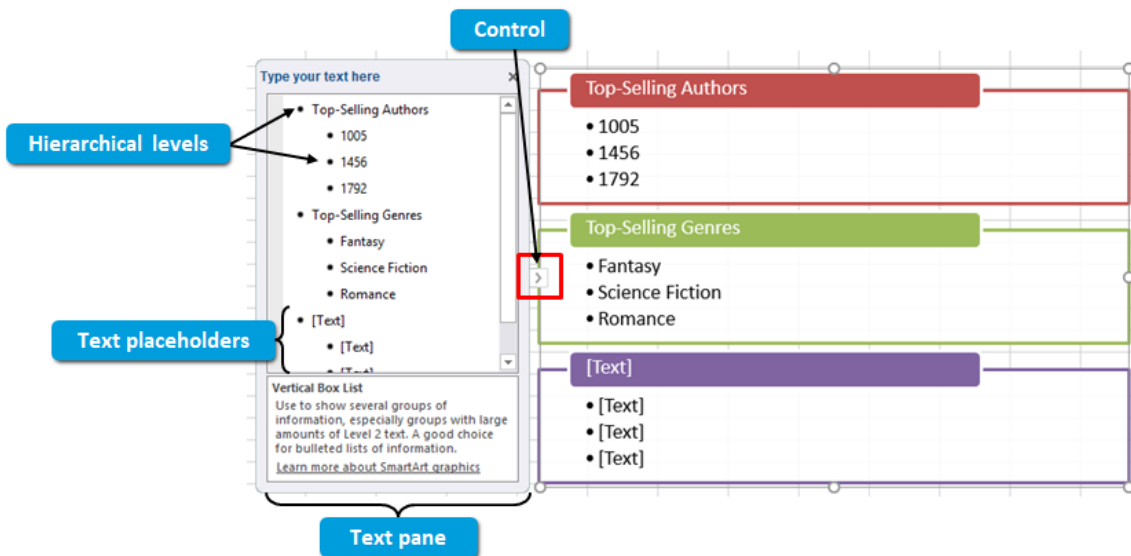 Control
Type your text here
Hierarchical levels
• Top-Selling Authors
• 1005
• 1456
• 1792
• Top-Selling Genres
• Fantasy
• Science Fiction
• Romance
Text placeholders
• [Text]
• [Text]
• [Text]
Vertical Box List
Use to show several groups of
information, especially groups with large
amounts of Level 2 text. A good choice
for bulleted lists of information.
Learn more about SmartArt graphics
Text pane
Top-Selling Authors
• 1005
• 1456
• 1792
Top-Selling Genres
• Fantasy
• Science Fiction
• Romance
[Text]
• [Text]
• [Text]
• [Text]